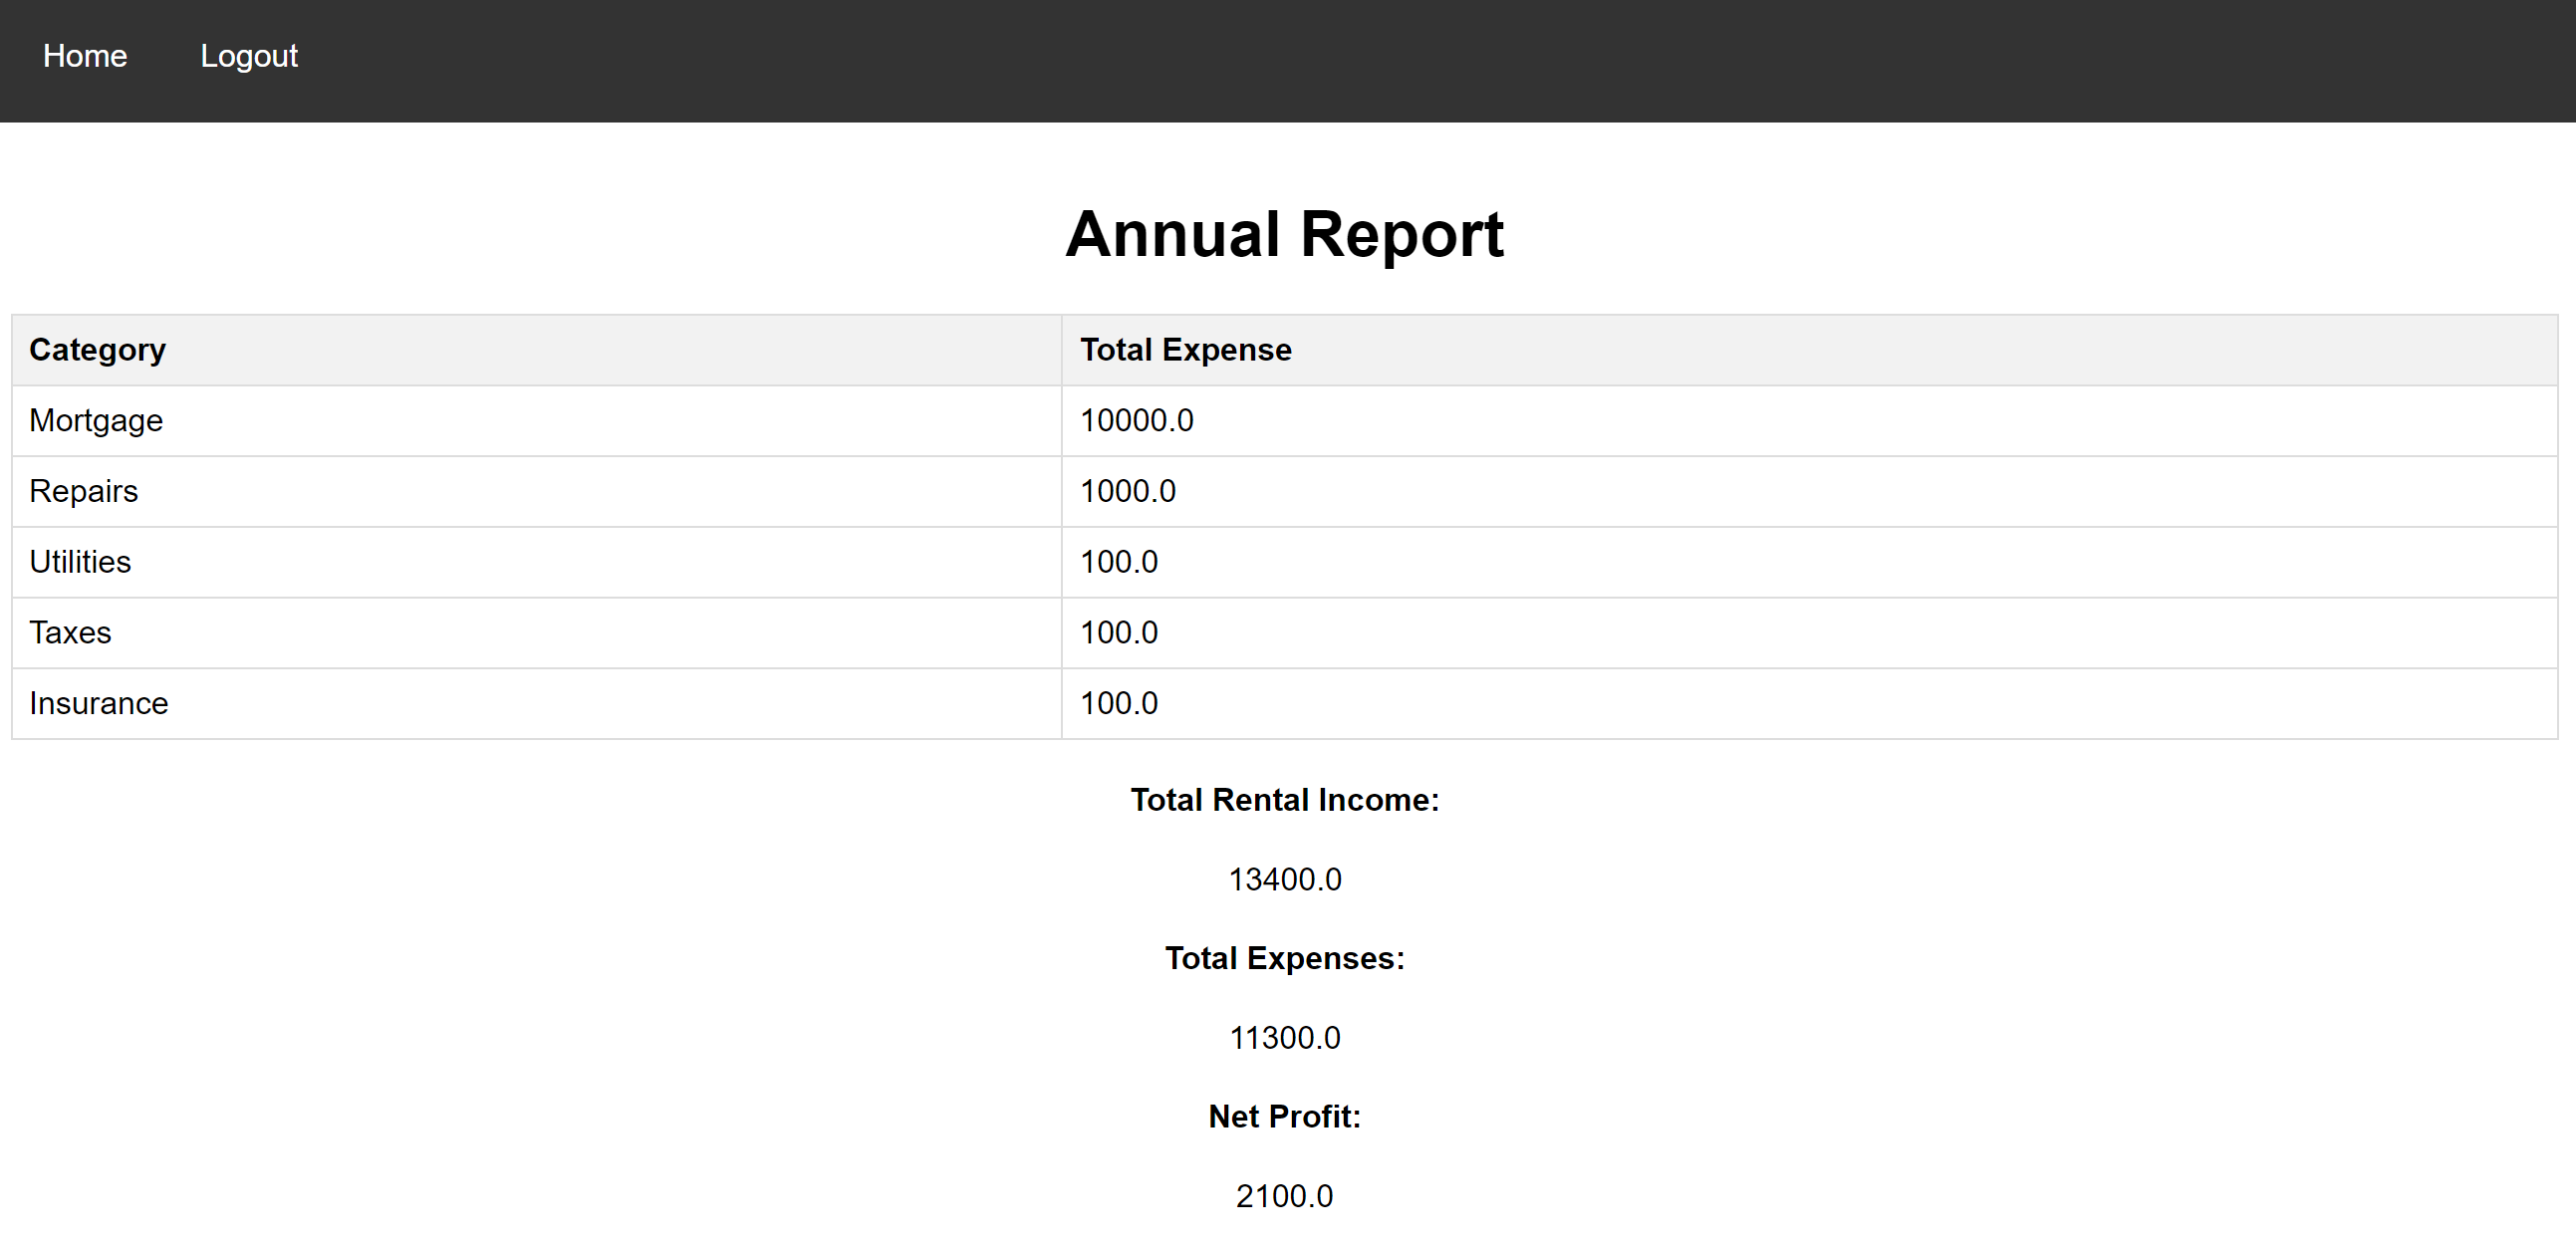 Home Logout
Annual Report
Category Total Expense
Mortgage 10000.0
Repairs 1000.0
Utilities 100.0
Taxes 100.0
Insurance 100.0
Total Rental Income:
13400.0
Total Expenses:
11300.0
Net Profit:
2100.0